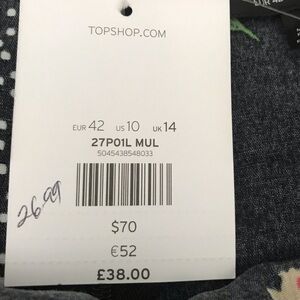 TOPSHOP.COM
EUR 42 US 10 UK 14
27P01L MUL
5045438548033
26.99
$70
€52
£38.00